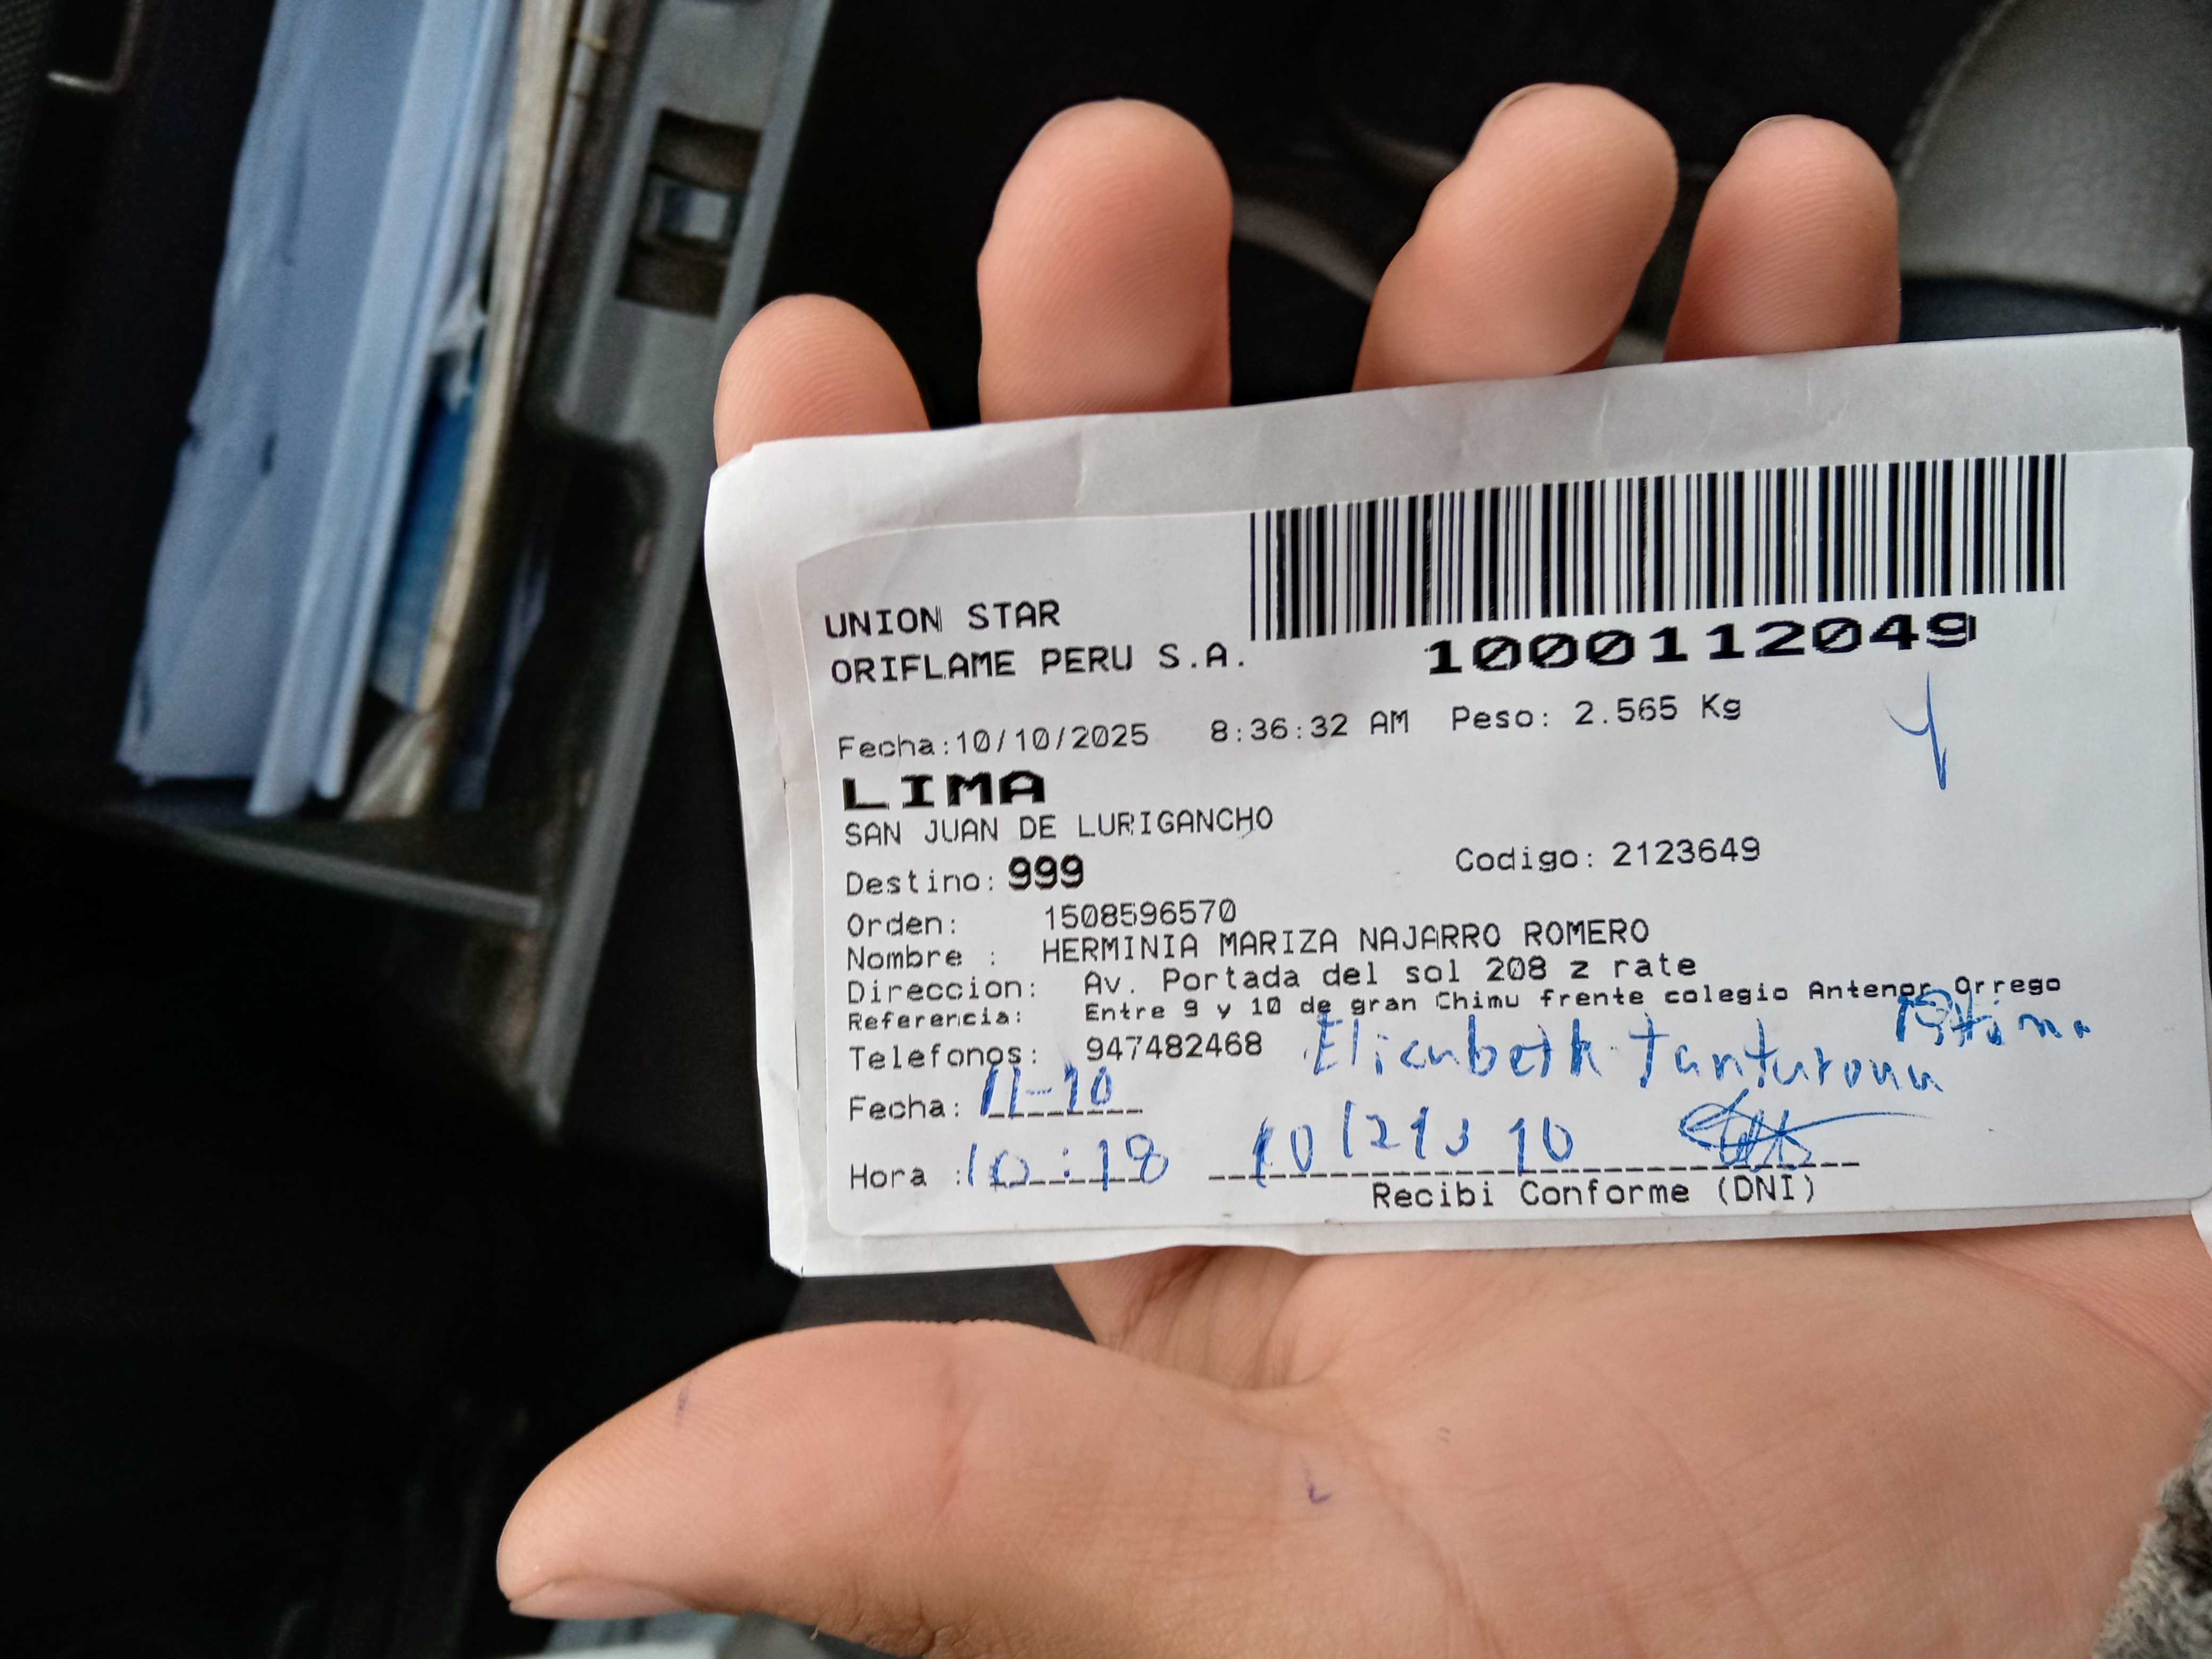 UNION STAR
ORIFLAME PERU S.A.
1000112049
Fecha:10/10/2025 8:36:32 AM Peso: 2.565 Kg
LIMA
SAN JUAN DE LURIGANCHO
Destino: 999 Codigo: 2123649
Orden: 1508596570
Nombre : HERMINIA MARIZA NAJARRO ROMERO
Direccion: Av. Portada del sol 208 z rate
Referencia: Entre 9 y 10 de gran Chimu frente colegio Antenor Orrego
Telefonos: 947482468
Fecha: 11-10
Hora : 10:18
Recibi Conforme (DNI)